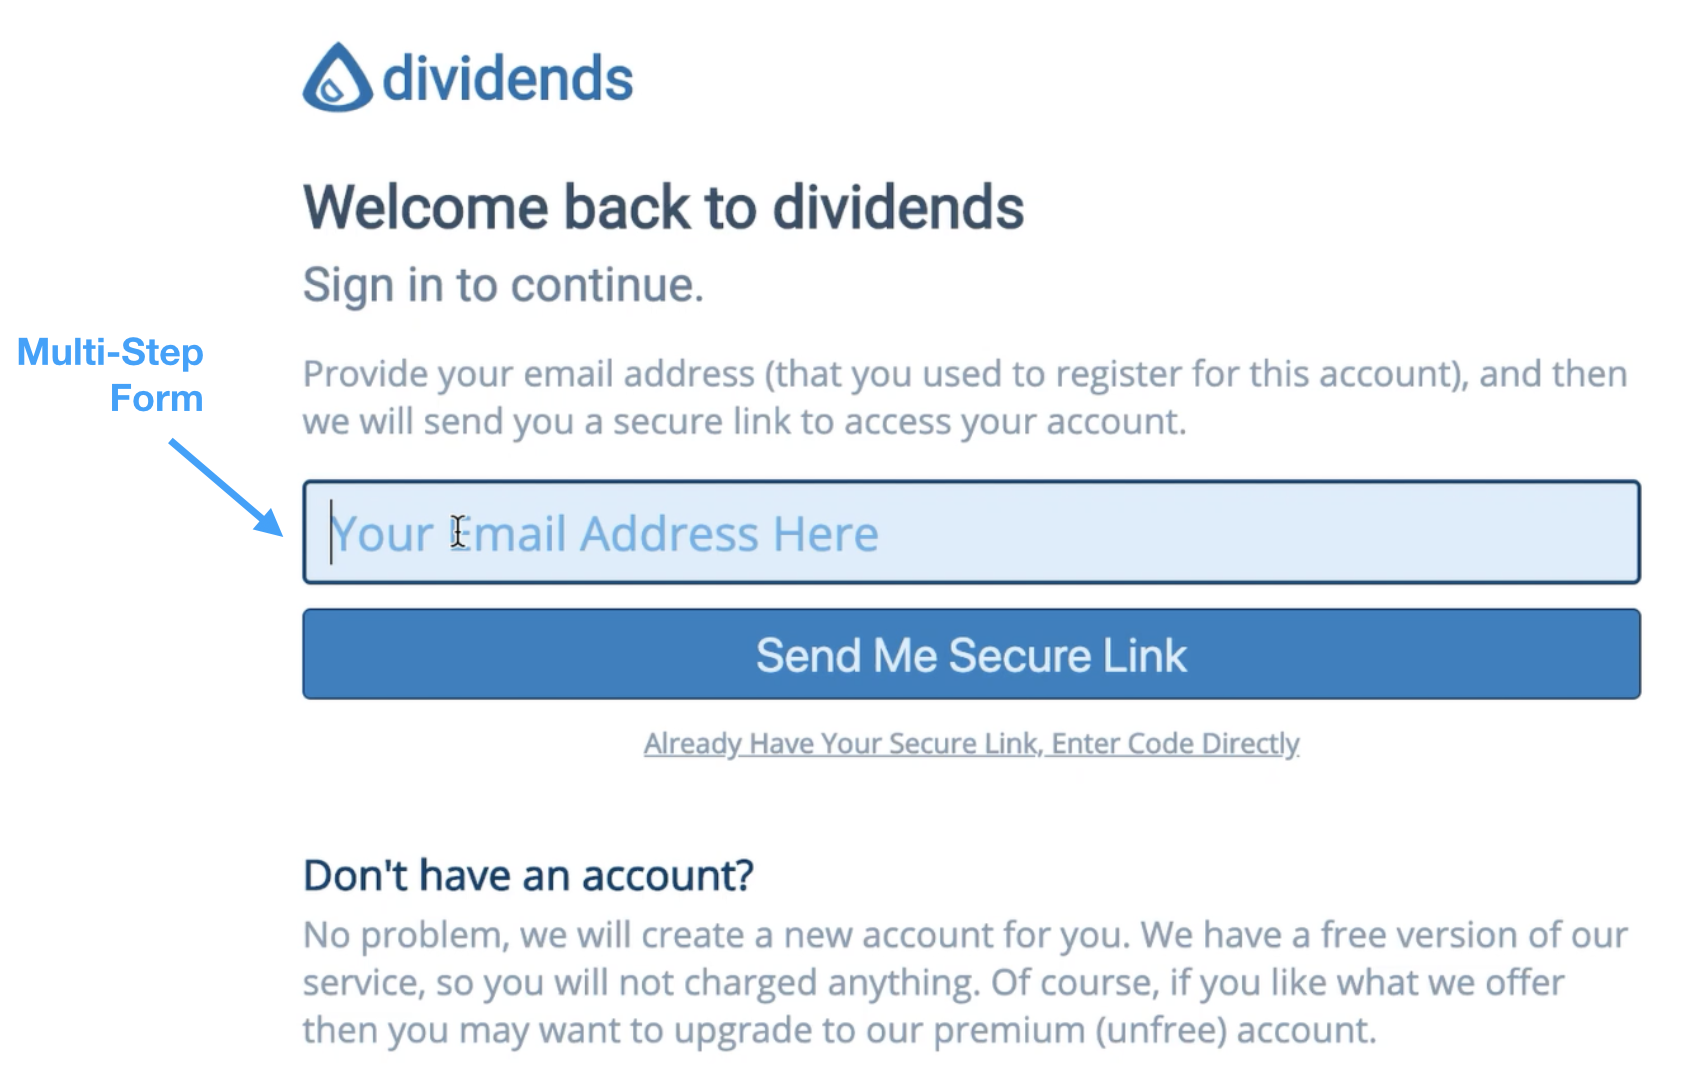 dividends
Welcome back to dividends
Sign in to continue.
Multi-Step
Form
Provide your email address (that you used to register for this account), and then
we will send you a secure link to access your account.
Your Email Address Here
Send Me Secure Link
Already Have Your Secure Link, Enter Code Directly
Don't have an account?
No problem, we will create a new account for you. We have a free version of our
service, so you will not charged anything. Of course, if you like what we offer
then you may want to upgrade to our premium (unfree) account.